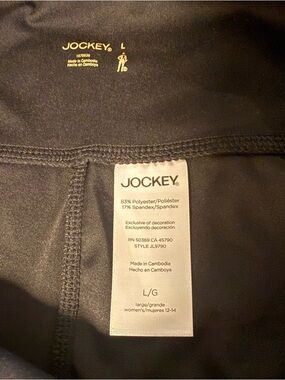 JOCKEY® L
Made in Cambodia
Hecho en Camboya
JOCKEY®
83% Polyester/Poliéster
17% Spandex/Spandex
Exclusive of decoration
Excluyendo decoración
RN 50369 CA 45790
STYLE JL9790
Made in Cambodia
Hecho en Camboya
L/G
large/grande
women's/mujeres 12-14